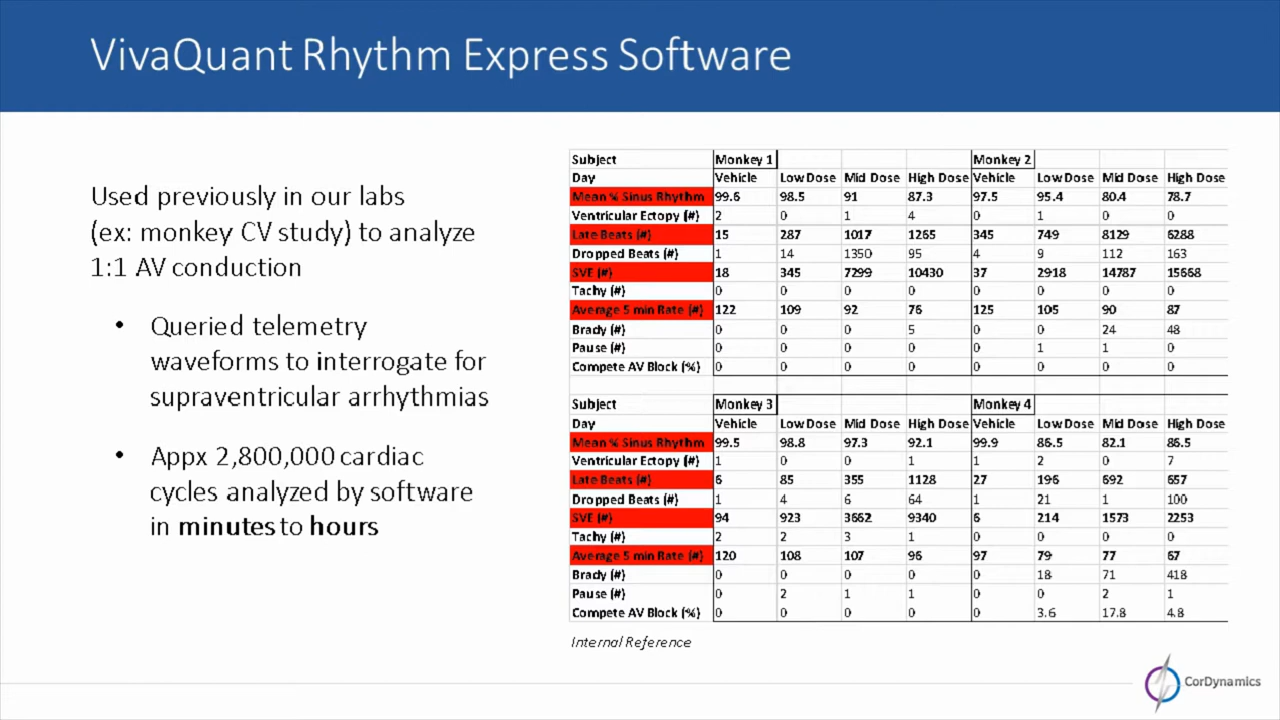 VivaQuant Rhythm Express Software
Used previously in our labs
(ex: monkey CV study) to analyze
1:1 AV conduction
• Queried telemetry
waveforms to interrogate for
supraventricular arrhythmias
• Appx 2,800,000 cardiac
cycles analyzed by software
in minutes to hours
Subject Monkey 1 Monkey 2
Day Vehicle Low Dose Mid Dose High Dose Vehicle Low Dose Mid Dose High Dose
Mean % Sinus Rhythm 99.6 98.5 91 87.3 97.5 95.4 80.4 78.7
Ventricular Ectopy (#) 2 0 1 4 0 1 0 0
Late Beats (#) 15 287 1017 1265 345 749 8129 6288
Dropped Beats (#) 1 14 1350 95 4 9 112 163
SVE (#) 18 345 7299 10430 37 2918 14787 15668
Tachy (#) 0 0 0 0 0 0 0 0
Average 5 min Rate (#) 122 109 92 76 125 105 90 87
Brady (#) 0 0 0 5 0 0 24 48
Pause (#) 0 0 0 0 0 1 1 0
Compete AV Block (%) 0 0 0 0 0 0 0 0
Subject Monkey 3 Monkey 4
Day Vehicle Low Dose Mid Dose High Dose Vehicle Low Dose Mid Dose High Dose
Mean % Sinus Rhythm 99.5 98.8 97.3 92.1 99.9 86.5 82.1 86.5
Ventricular Ectopy (#) 1 0 0 1 1 2 0 7
Late Beats (#) 6 85 355 1128 27 196 692 657
Dropped Beats (#) 1 4 6 64 1 21 1 100
SVE (#) 94 923 3662 9340 6 214 1573 2253
Tachy (#) 2 2 3 1 0 0 0 0
Average 5 min Rate (#) 120 108 107 96 97 79 77 67
Brady (#) 0 0 0 0 0 18 71 418
Pause (#) 0 2 1 1 0 0 2 1
Compete AV Block (%) 0 0 0 0 0 3.6 17.8 4.8
Internal Reference
CorDynamics